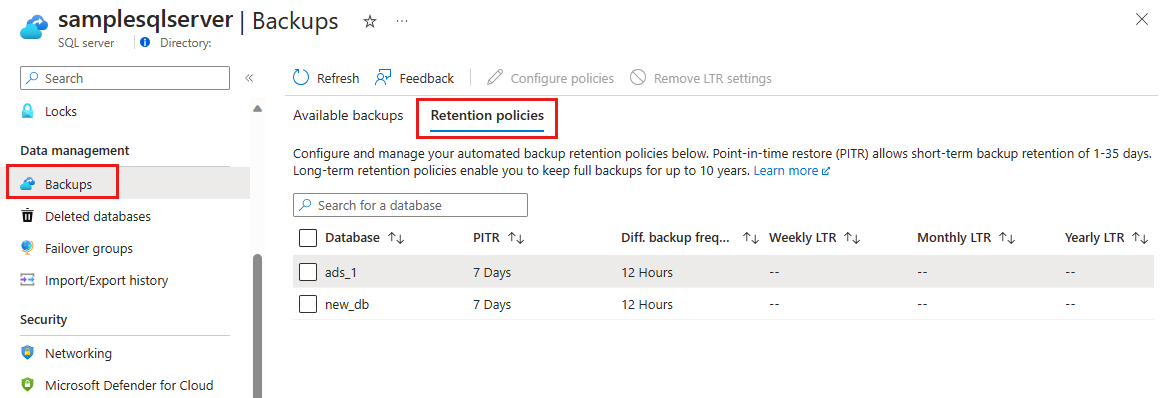 samplesqlserver | Backups
SQL server
Directory:
Search
Locks
Data management
Backups
Deleted databases
Failover groups
Import/Export history
Security
Networking
Microsoft Defender for Cloud
Refresh Feedback Configure policies Remove LTR settings
Available backups Retention policies
Configure and manage your automated backup retention policies below. Point-in-time restore (PITR) allows short-term backup retention of 1-35 days.
Long-term retention policies enable you to keep full backups for up to 10 years. Learn more
Search for a database
Database PITR Diff. backup freq... Weekly LTR Monthly LTR Yearly LTR
ads_1 7 Days 12 Hours -- -- --
new_db 7 Days 12 Hours -- -- --